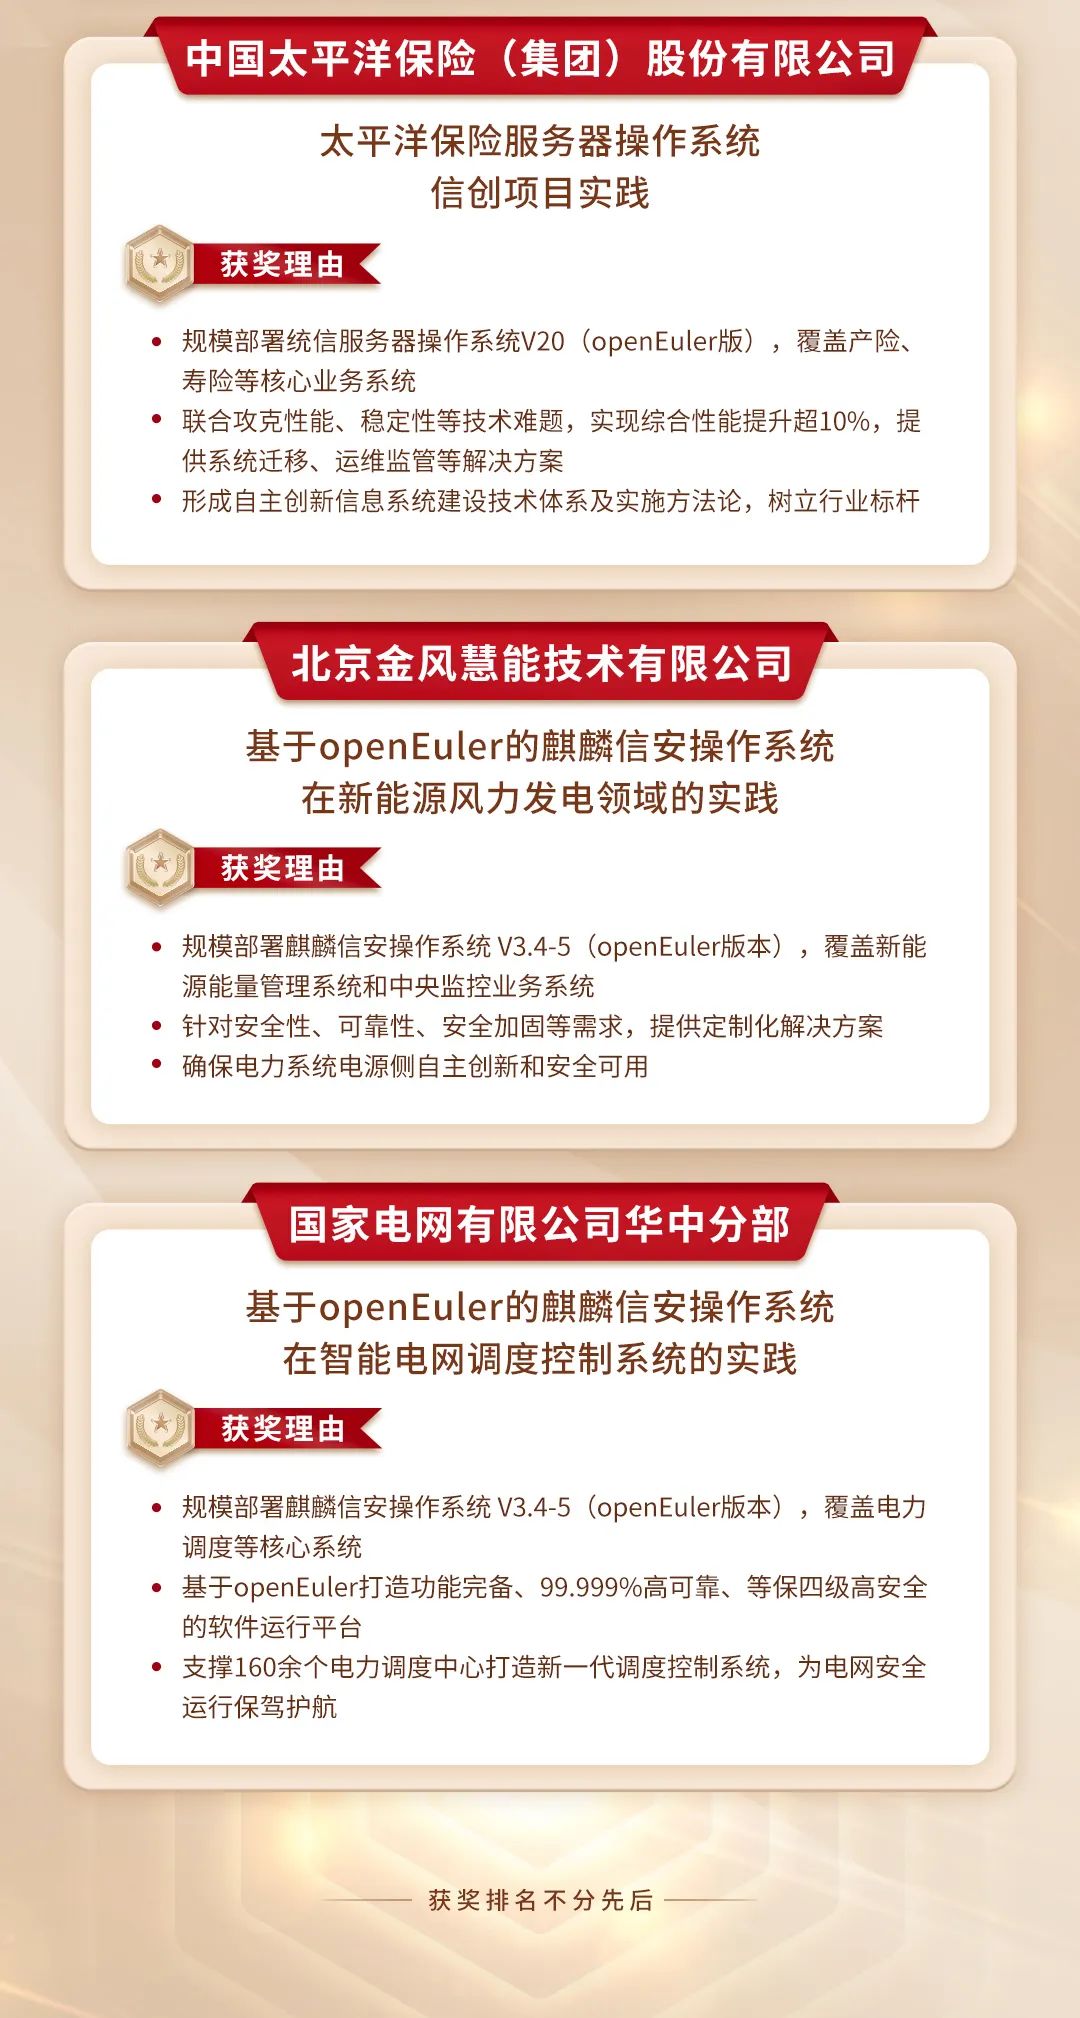 中国太平洋保险（集团）股份有限公司
太平洋保险服务器操作系统
信创项目实践
获奖理由
• 规模部署统信服务器操作系统V20（openEuler版），覆盖产险、
寿险等核心业务系统
• 联合攻克性能、稳定性等技术难题，实现综合性能提升超10%，提
供系统迁移、运维监管等解决方案
• 形成自主创新信息系统建设技术体系及实施方法论，树立行业标杆
北京金风慧能技术有限公司
基于openEuler的麒麟信安操作系统
在新能源风力发电领域的实践
获奖理由
• 规模部署麒麟信安操作系统 V3.4-5（openEuler版本），覆盖新能
源能量管理系统和中央监控业务系统
• 针对安全性、可靠性、安全加固等需求，提供定制化解决方案
• 确保电力系统电源侧自主创新和安全可用
国家电网有限公司华中分部
基于openEuler的麒麟信安操作系统
在智能电网调度控制系统的实践
获奖理由
• 规模部署麒麟信安操作系统 V3.4-5（openEuler版本），覆盖电力
调度等核心系统
• 基于openEuler打造功能完备、99.999%高可靠、等保四级高安全
的软件运行平台
• 支撑160余个电力调度中心打造新一代调度控制系统，为电网安全
运行保驾护航
获奖排名不分先后